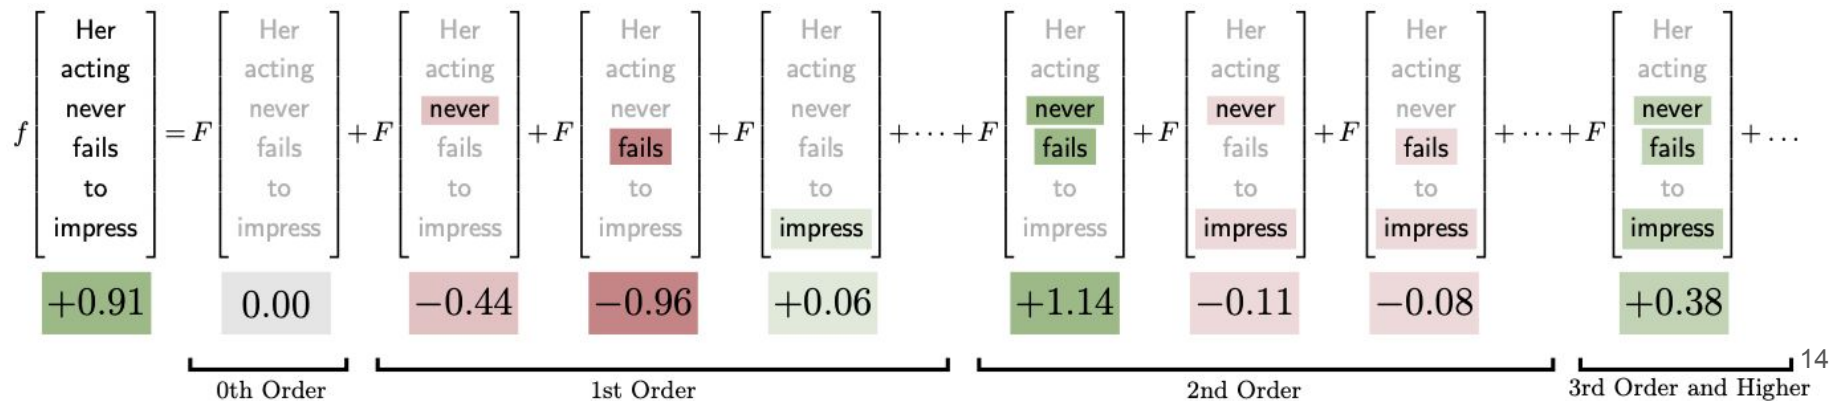 Her Her Her Her Her Her Her Her Her
acting acting acting acting acting acting acting acting acting
never never never never never never never never never
f = F + F + F + F + ⋯ + F + F + F + ⋯ + F + …
fails fails fails fails fails fails fails fails fails
to to to to to to to to to
impress impress impress impress impress impress impress impress impress
+0.91 0.00 −0.44 −0.96 +0.06 +1.14 −0.11 −0.08 +0.38
14
0th Order 1st Order 2nd Order 3rd Order and Higher